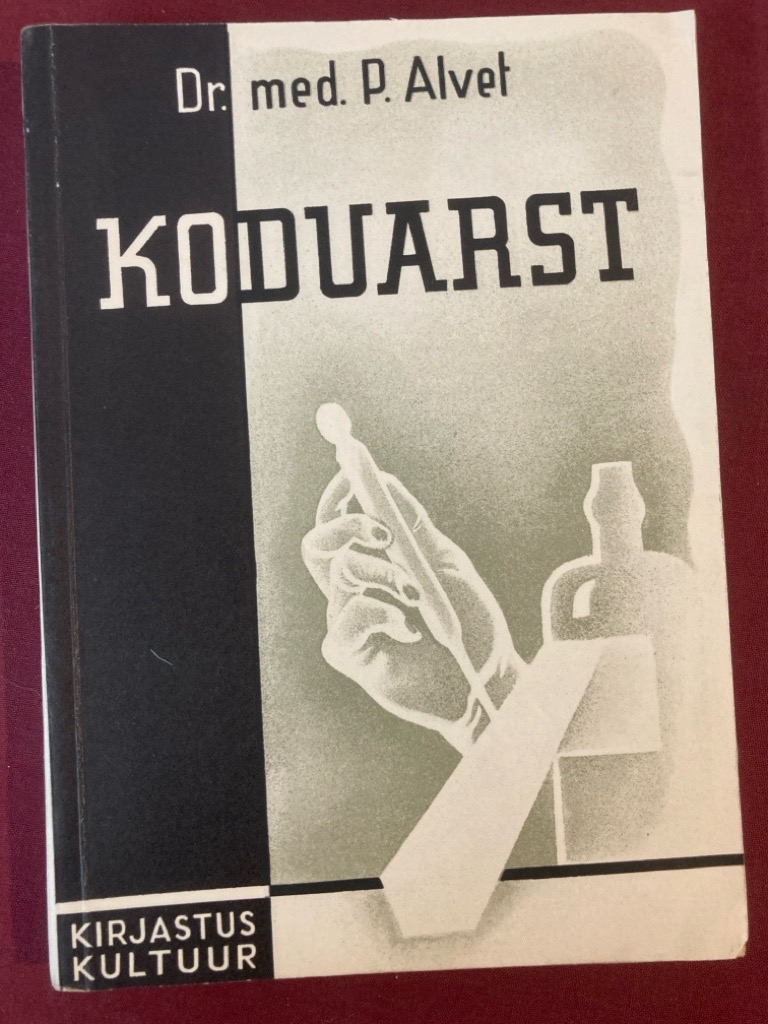 Dr. med. P. Alvet
KODUARST
KIRJASTUS
KULTUUR